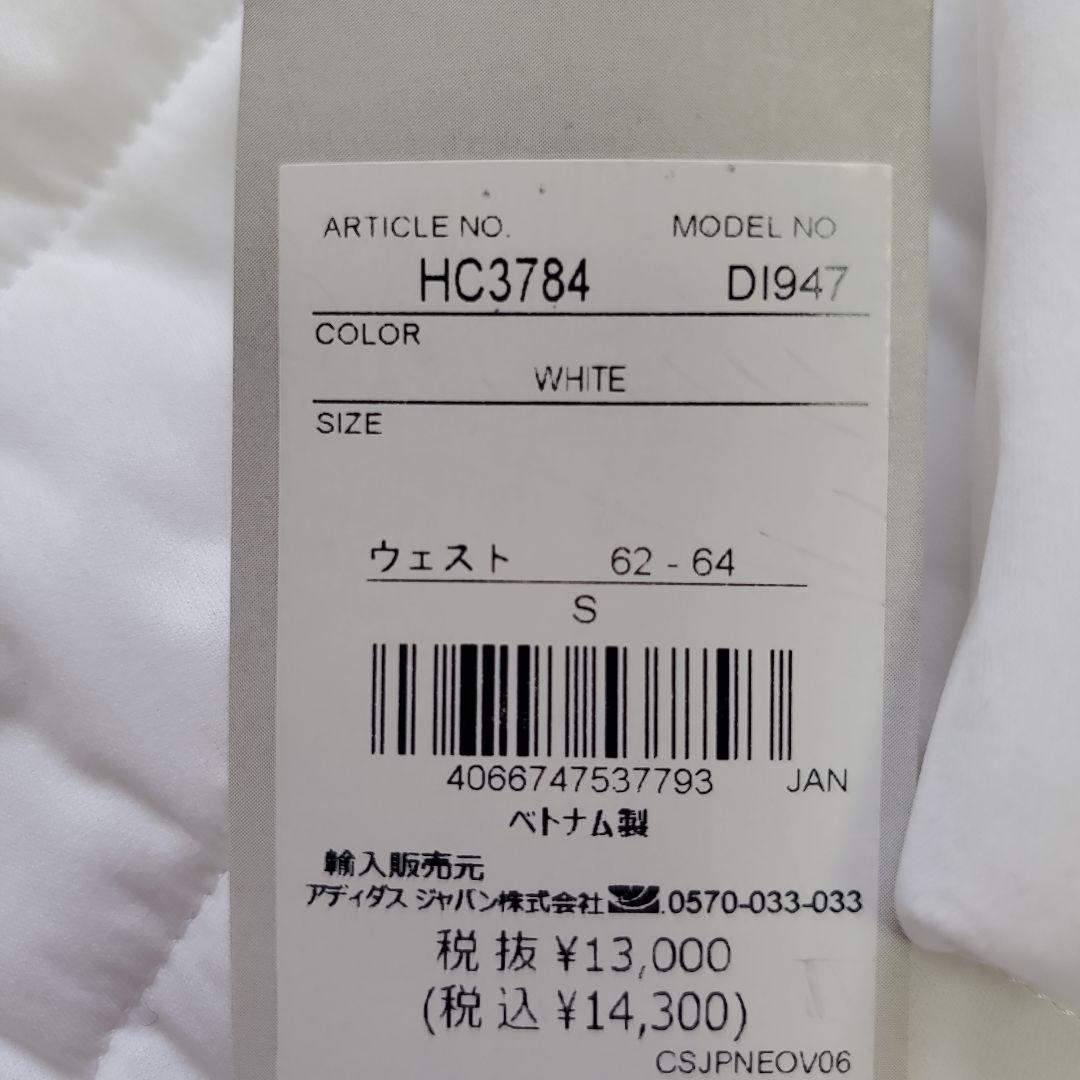 ARTICLE NO. MODEL NO
HC3784 DI947
COLOR
WHITE
SIZE
ウェスト 62 - 64
S
4066747537793 JAN
ベトナム製
輸入販売元
アディダス ジャパン株式会社 .0570-033-033
税 抜 ¥13,000
(税 込 ¥14,300)
CSJPNEOV06